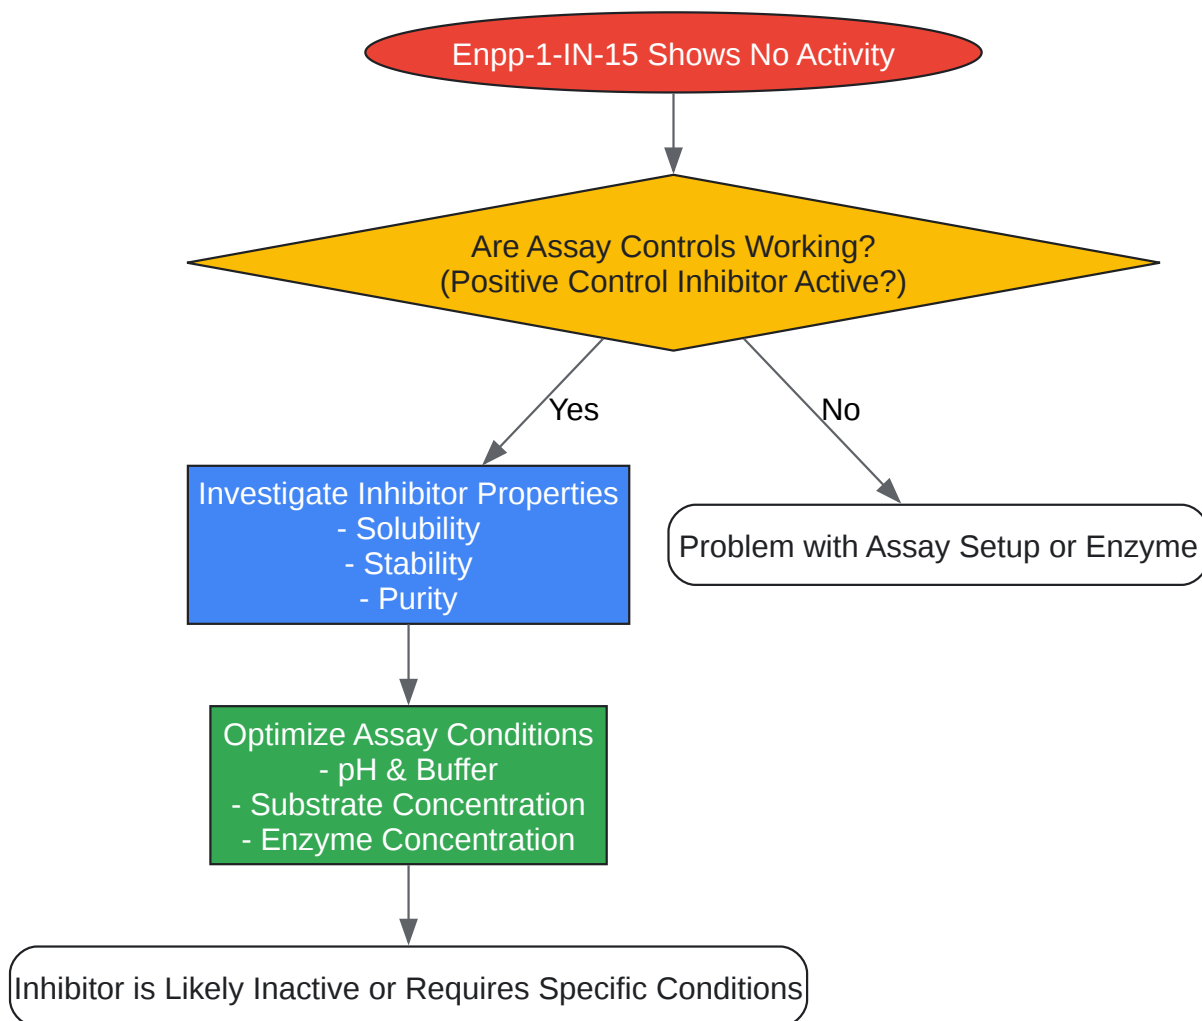 Enpp-1-IN-15 Shows No Activity
Are Assay Controls Working?
(Positive Control Inhibitor Active?)
Yes
No
Investigate Inhibitor Properties
- Solubility
- Stability
- Purity
Problem with Assay Setup or Enzyme
Optimize Assay Conditions
- pH & Buffer
- Substrate Concentration
- Enzyme Concentration
Inhibitor is Likely Inactive or Requires Specific Conditions